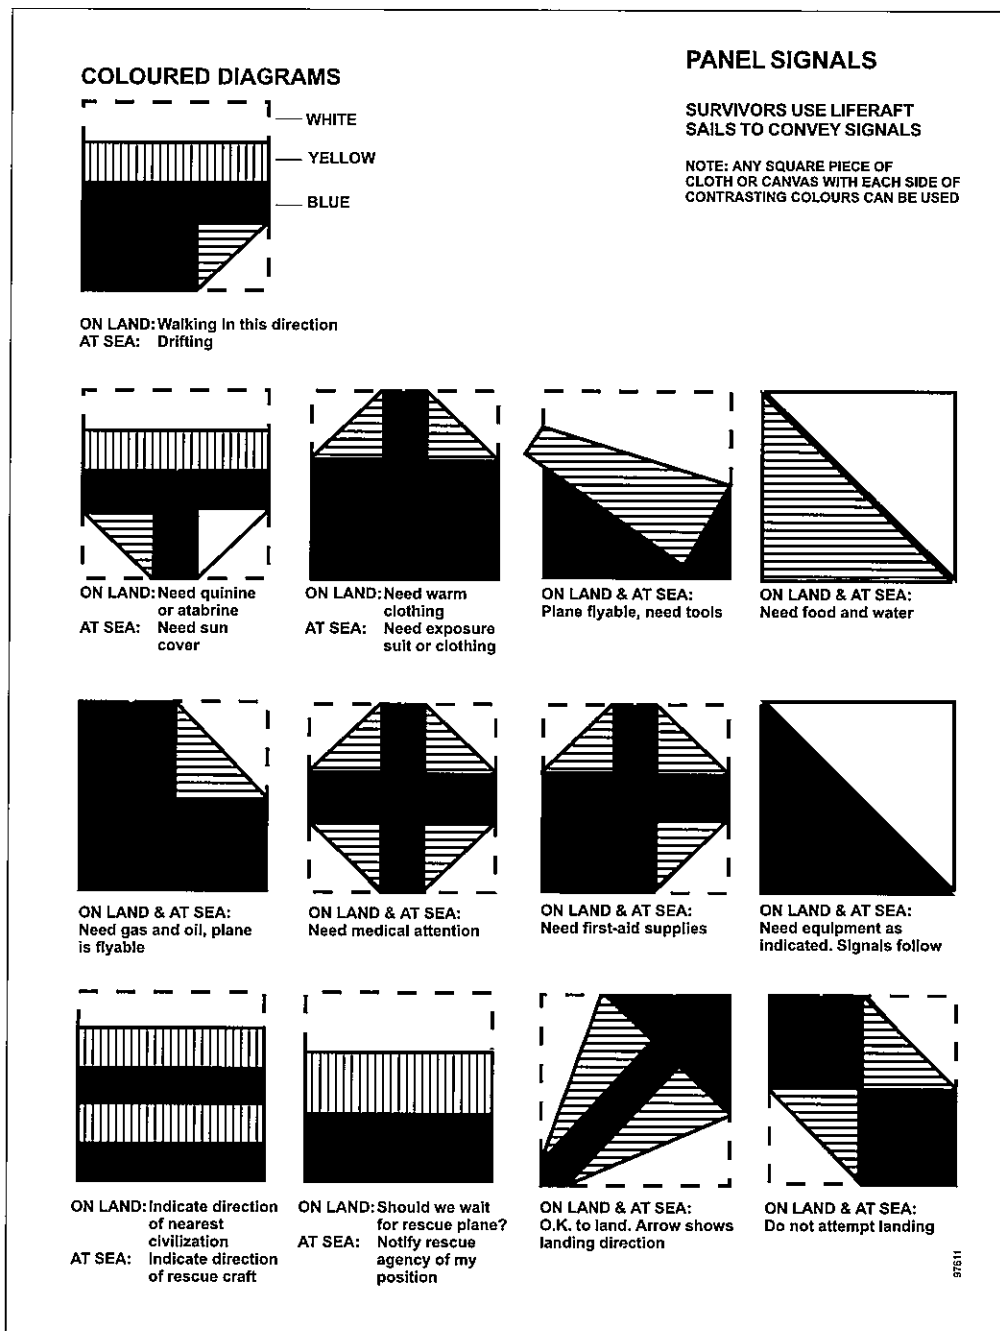 COLOURED DIAGRAMS
WHITE
YELLOW
BLUE
PANEL SIGNALS
SURVIVORS USE LIFERAFT
SAILS TO CONVEY SIGNALS
NOTE: ANY SQUARE PIECE OF
CLOTH OR CANVAS WITH EACH SIDE OF
CONTRASTING COLOURS CAN BE USED
ON LAND: Walking in this direction
AT SEA: Drifting
ON LAND: Need quinine
or atabrine
AT SEA: Need sun
cover
ON LAND: Need warm
clothing
AT SEA: Need exposure
suit or clothing
ON LAND & AT SEA:
Plane flyable, need tools
ON LAND & AT SEA:
Need food and water
ON LAND & AT SEA:
Need gas and oil, plane
is flyable
ON LAND & AT SEA:
Need medical attention
ON LAND & AT SEA:
Need first-aid supplies
ON LAND & AT SEA:
Need equipment as
indicated. Signals follow
ON LAND: Indicate direction
of nearest
civilization
AT SEA: Indicate direction
of rescue craft
ON LAND: Should we wait
for rescue plane?
AT SEA: Notify rescue
agency of my
position
ON LAND & AT SEA:
O.K. to land. Arrow shows
landing direction
ON LAND & AT SEA:
Do not attempt landing
97611